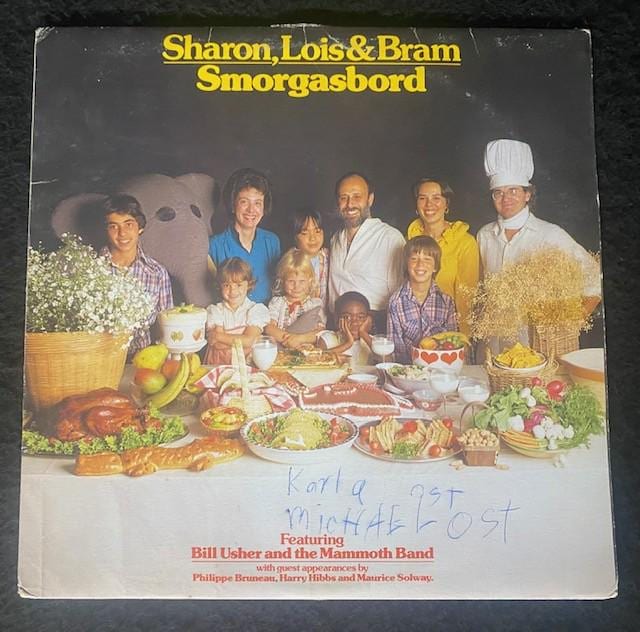 Sharon, Lois & Bram
Smorgasbord
Karla Ost
MICHAEL OST
Featuring
Bill Usher and the Mammoth Band
with guest appearances by
Philippe Bruneau, Harry Hibbs and Maurice Solway.